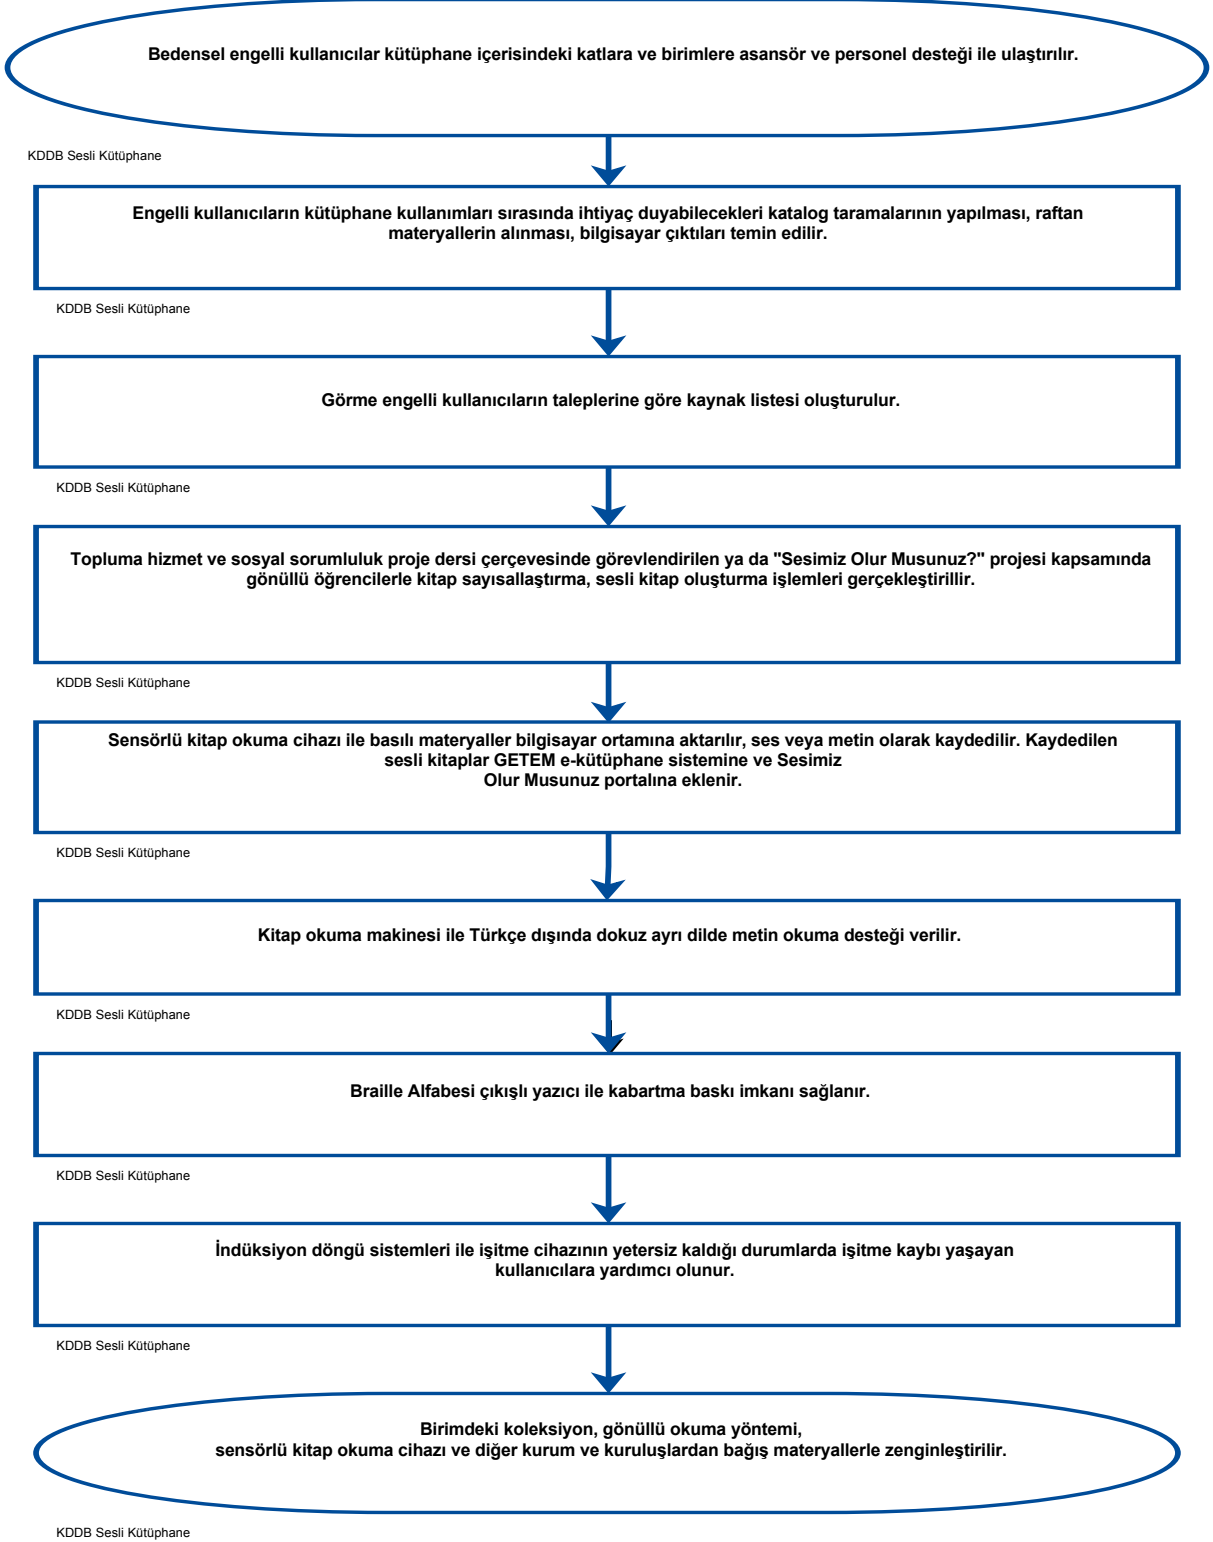 Bedensel engelli kullanıcılar kütüphane içerisindeki katlara ve birimlere asansör ve personel desteği ile ulaştırılır.
KDDB Sesli Kütüphane
Engelli kullanıcıların kütüphane kullanımları sırasında ihtiyaç duyabilecekleri katalog taramalarının yapılması, raftan
materyallerin alınması, bilgisayar çıktıları temin edilir.
KDDB Sesli Kütüphane
Görme engelli kullanıcıların taleplerine göre kaynak listesi oluşturulur.
KDDB Sesli Kütüphane
Topluma hizmet ve sosyal sorumluluk proje dersi çerçevesinde görevlendirilen ya da "Sesimiz Olur Musunuz?" projesi kapsamında
gönüllü öğrencilerle kitap sayısallaştırma, sesli kitap oluşturma işlemleri gerçekleştirillir.
KDDB Sesli Kütüphane
Sensörlü kitap okuma cihazı ile basılı materyaller bilgisayar ortamına aktarılır, ses veya metin olarak kaydedilir. Kaydedilen
sesli kitaplar GETEM e-kütüphane sistemine ve Sesimiz
Olur Musunuz portalına eklenir.
KDDB Sesli Kütüphane
Kitap okuma makinesi ile Türkçe dışında dokuz ayrı dilde metin okuma desteği verilir.
KDDB Sesli Kütüphane
Braille Alfabesi çıkışlı yazıcı ile kabartma baskı imkanı sağlanır.
KDDB Sesli Kütüphane
İndüksiyon döngü sistemleri ile işitme cihazının yetersiz kaldığı durumlarda işitme kaybı yaşayan
kullanıcılara yardımcı olunur.
KDDB Sesli Kütüphane
Birimdeki koleksiyon, gönüllü okuma yöntemi,
sensörlü kitap okuma cihazı ve diğer kurum ve kuruluşlardan bağış materyallerle zenginleştirilir.
KDDB Sesli Kütüphane